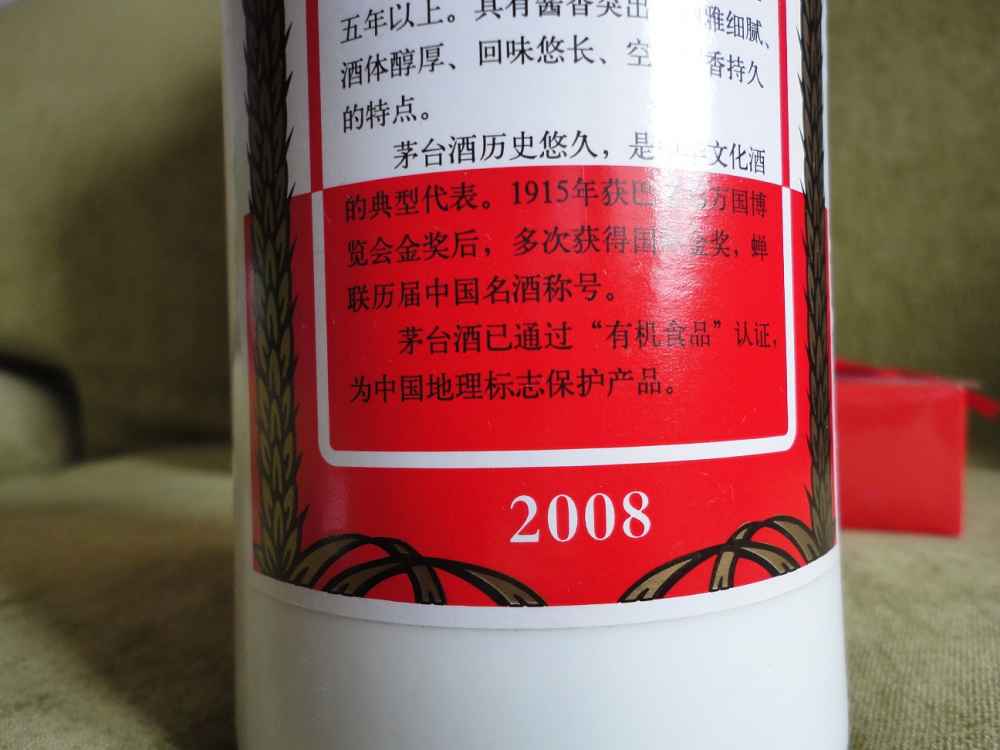 五年以上。具有酱香突出、雅细腻、
酒体醇厚、回味悠长、空香持久
的特点。
茅台酒历史悠久，是文化酒
的典型代表。1915年获巴万国博
览会金奖后，多次获得国金奖，蝉
联历届中国名酒称号。
茅台酒已通过“有机食品”认证，
为中国地理标志保护产品。
2008